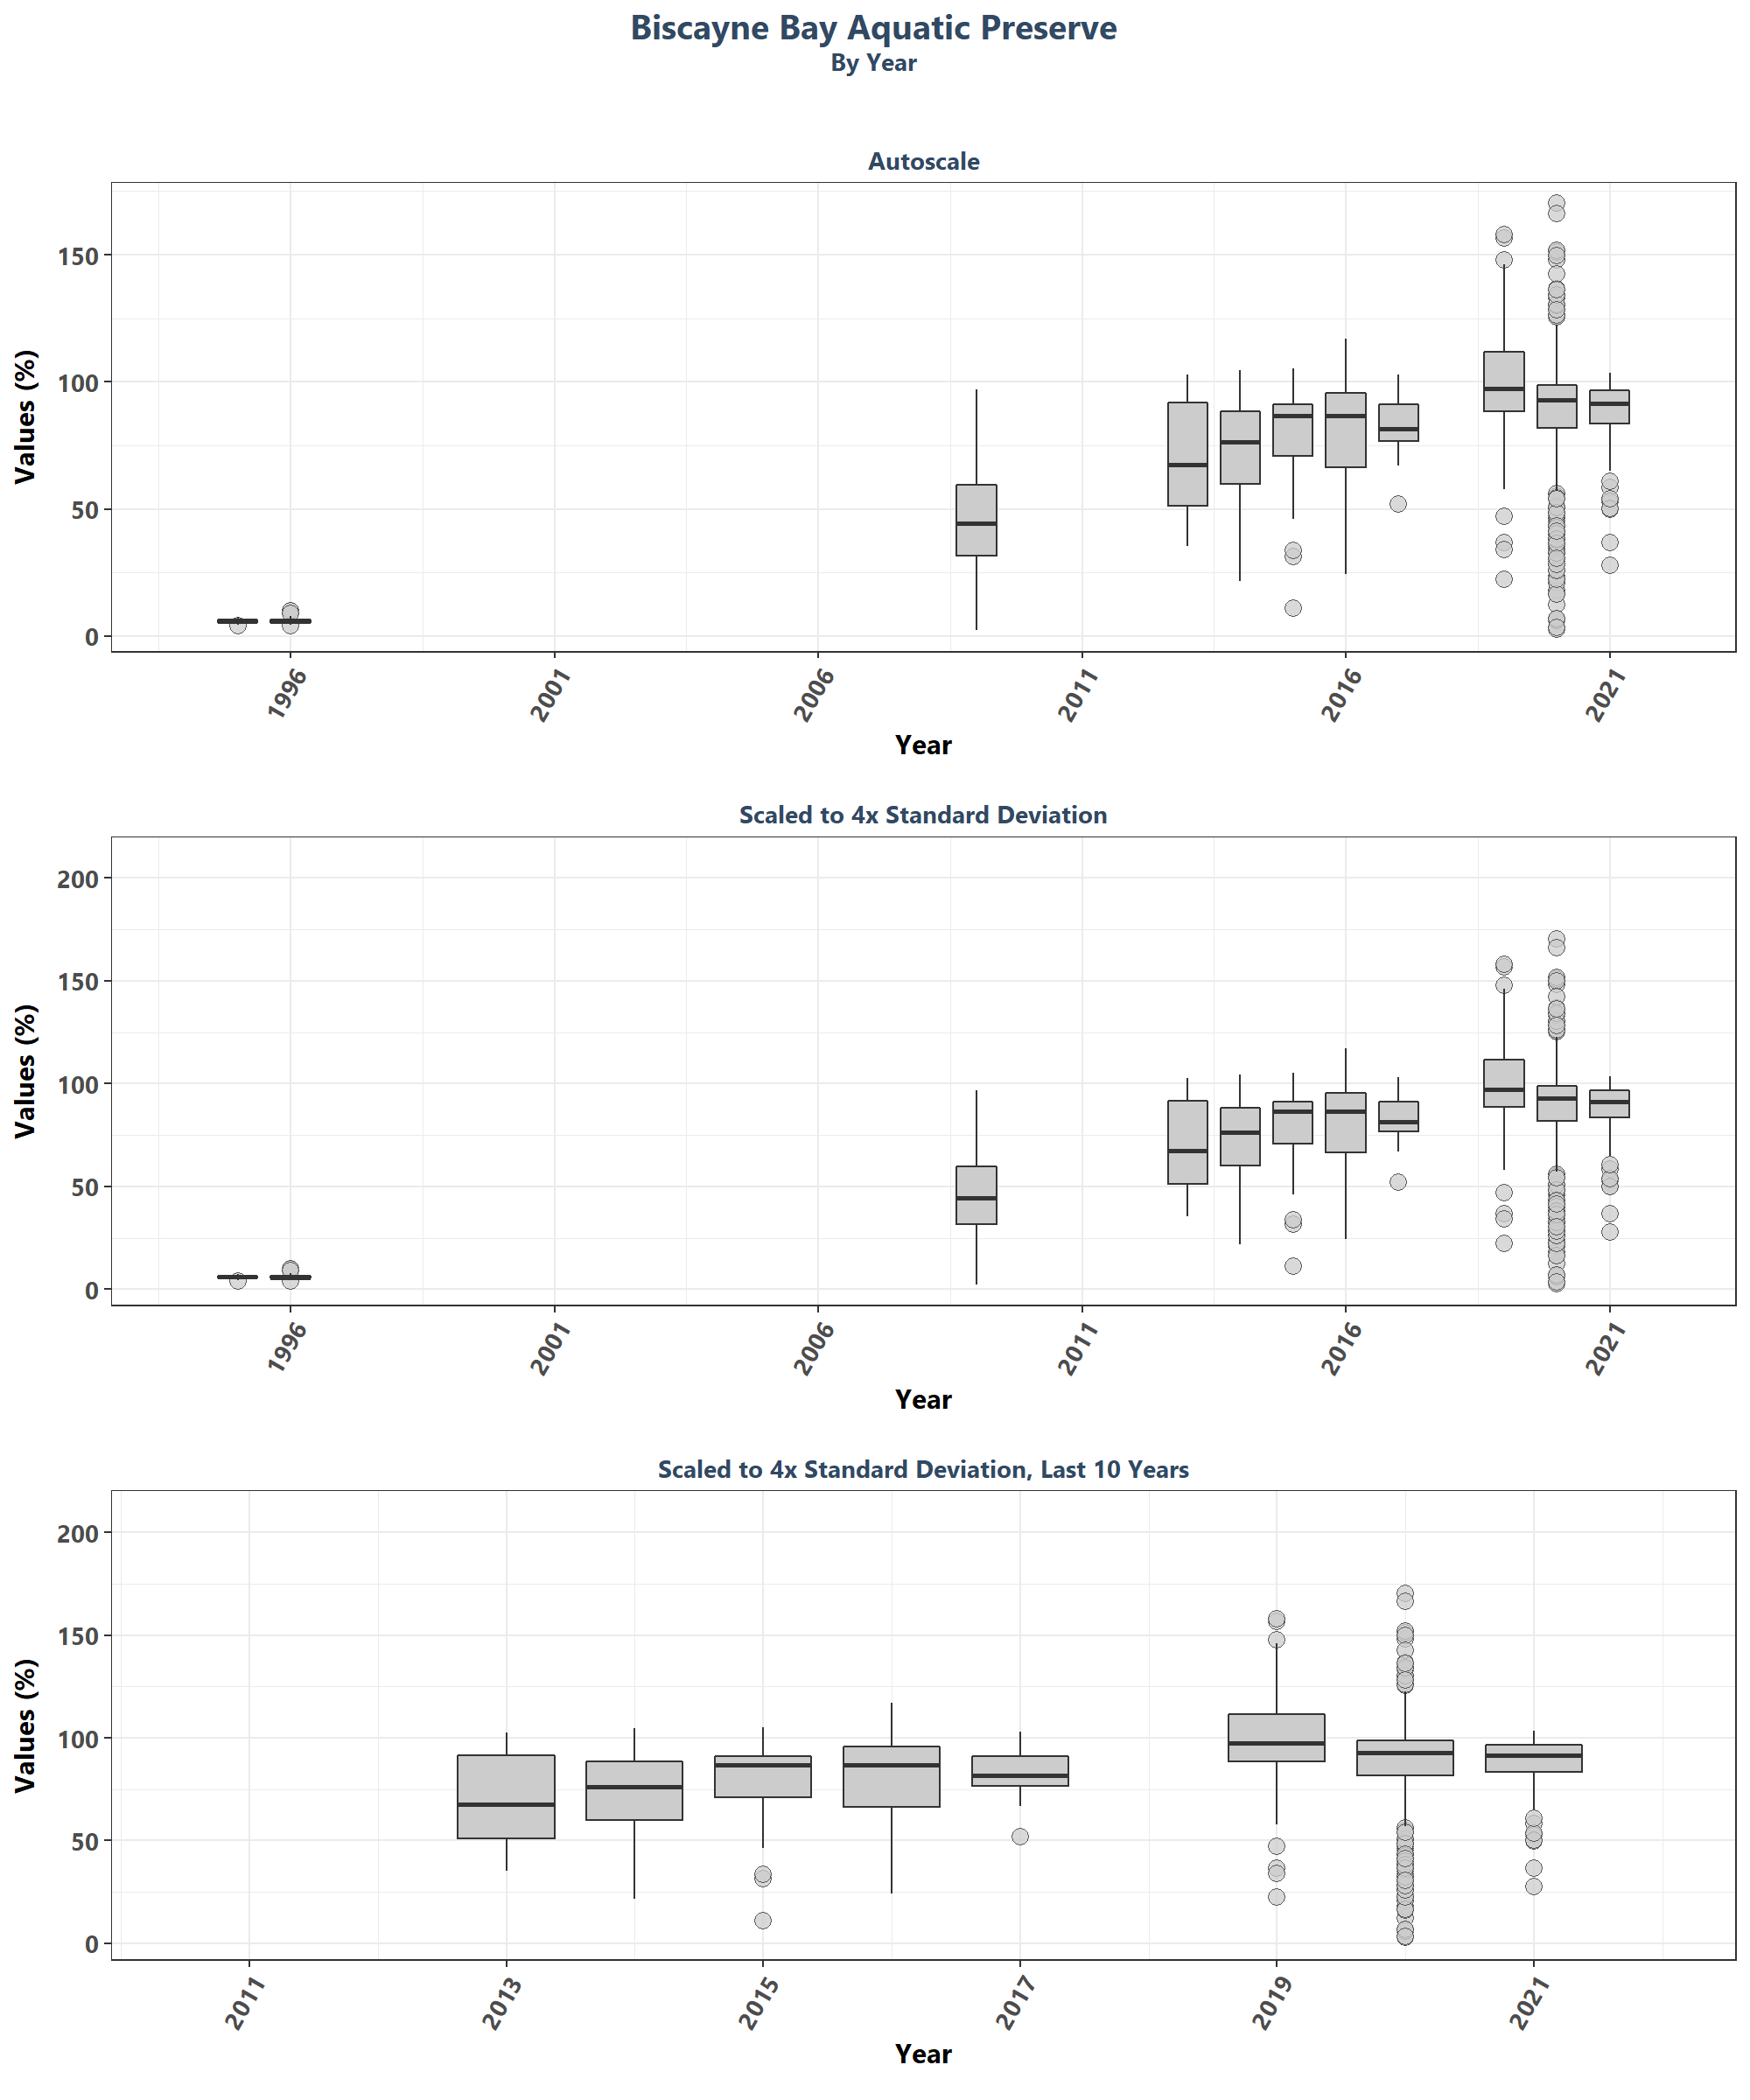 Biscayne Bay Aquatic Preserve
By Year
Autoscale
Values (%)
150
100
50
0
1996
2001
2006
2011
2016
2021
Year
Scaled to 4x Standard Deviation
Values (%)
200
150
100
50
0
1996
2001
2006
2011
2016
2021
Year
Scaled to 4x Standard Deviation, Last 10 Years
Values (%)
200
150
100
50
0
2011
2013
2015
2017
2019
2021
Year